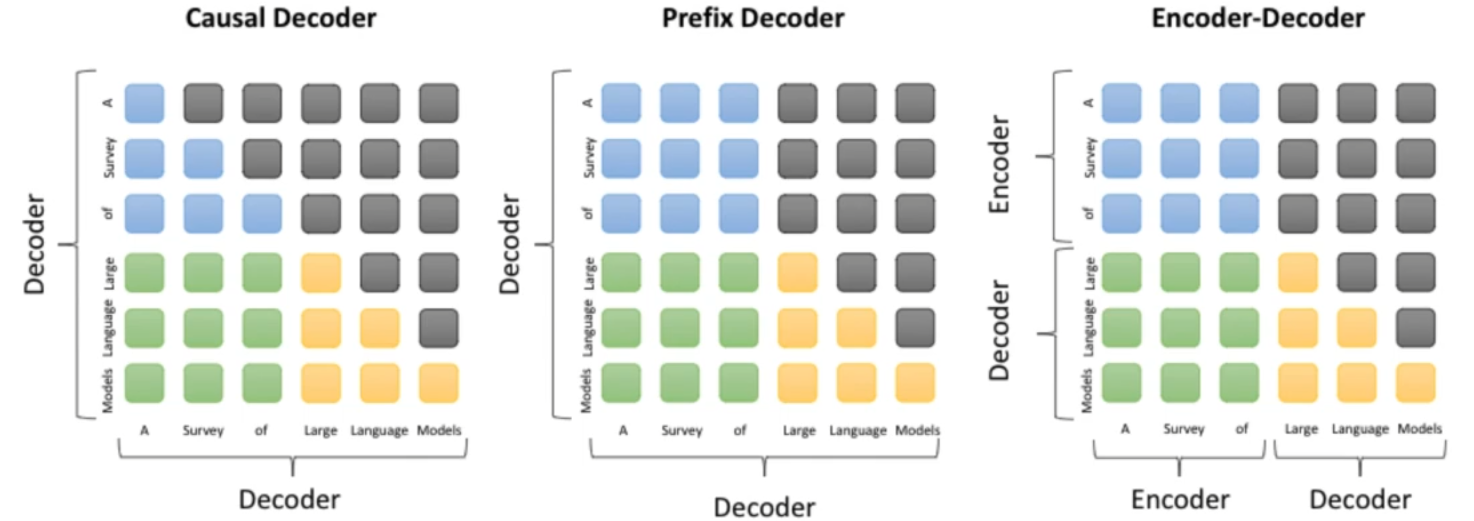 Causal Decoder
Decoder
A
Survey
of
Large
Language
Models
A Survey of Large Language Models
Decoder
Prefix Decoder
Decoder
A
Survey
of
Large
Language
Models
A Survey of Large Language Models
Decoder
Encoder-Decoder
Encoder
Decoder
A
Survey
of
Large
Language
Models
A Survey of Large Language Models
Encoder Decoder